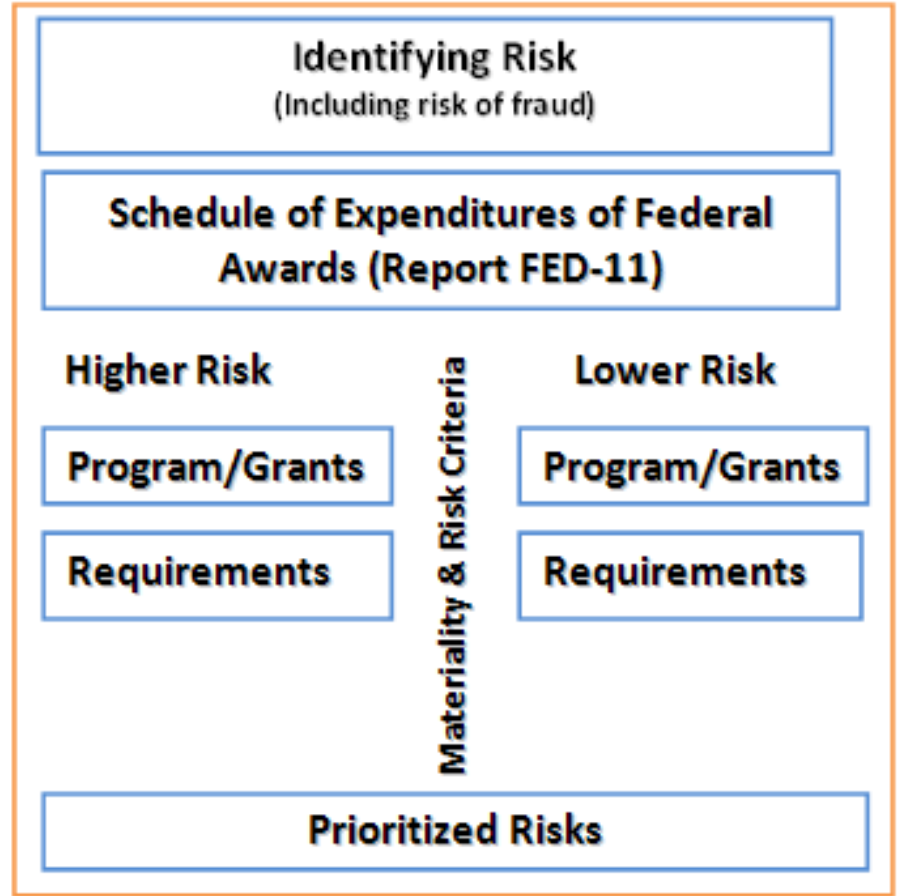 Identifying Risk
(Including risk of fraud)
Schedule of Expenditures of Federal
Awards (Report FED-11)
Higher Risk
Lower Risk
Program/Grants
Program/Grants
Requirements
Requirements
Materiality & Risk Criteria
Prioritized Risks